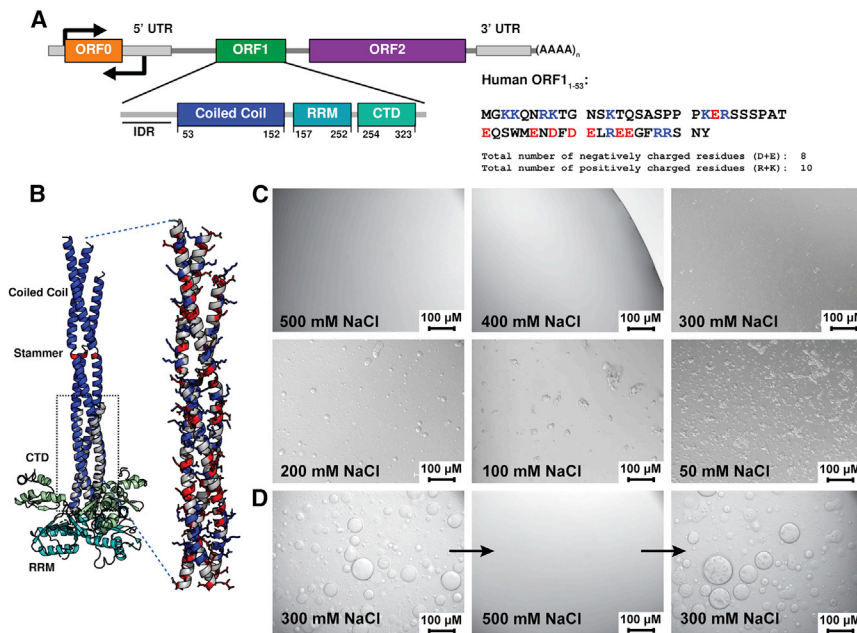 A
5' UTR
3' UTR
ORF0
ORF1
ORF2
(AAAA)n
Coiled Coil
RRM
CTD
IDR
53
152
157
252
254
323
Human ORF11-53:
MGKKQNRKTG NSKTQSASPP PKERSSSPAT
EQSWMENDFD ELREEGFRRS NY
Total number of negatively charged residues (D+E): 8
Total number of positively charged residues (R+K): 10
B
Coiled Coil
Stammer
CTD
RRM
C
500 mM NaCl
100 µM
400 mM NaCl
100 µM
300 mM NaCl
100 µM
200 mM NaCl
100 µM
100 mM NaCl
100 µM
50 mM NaCl
100 µM
D
300 mM NaCl
100 µM
500 mM NaCl
100 µM
300 mM NaCl
100 µM